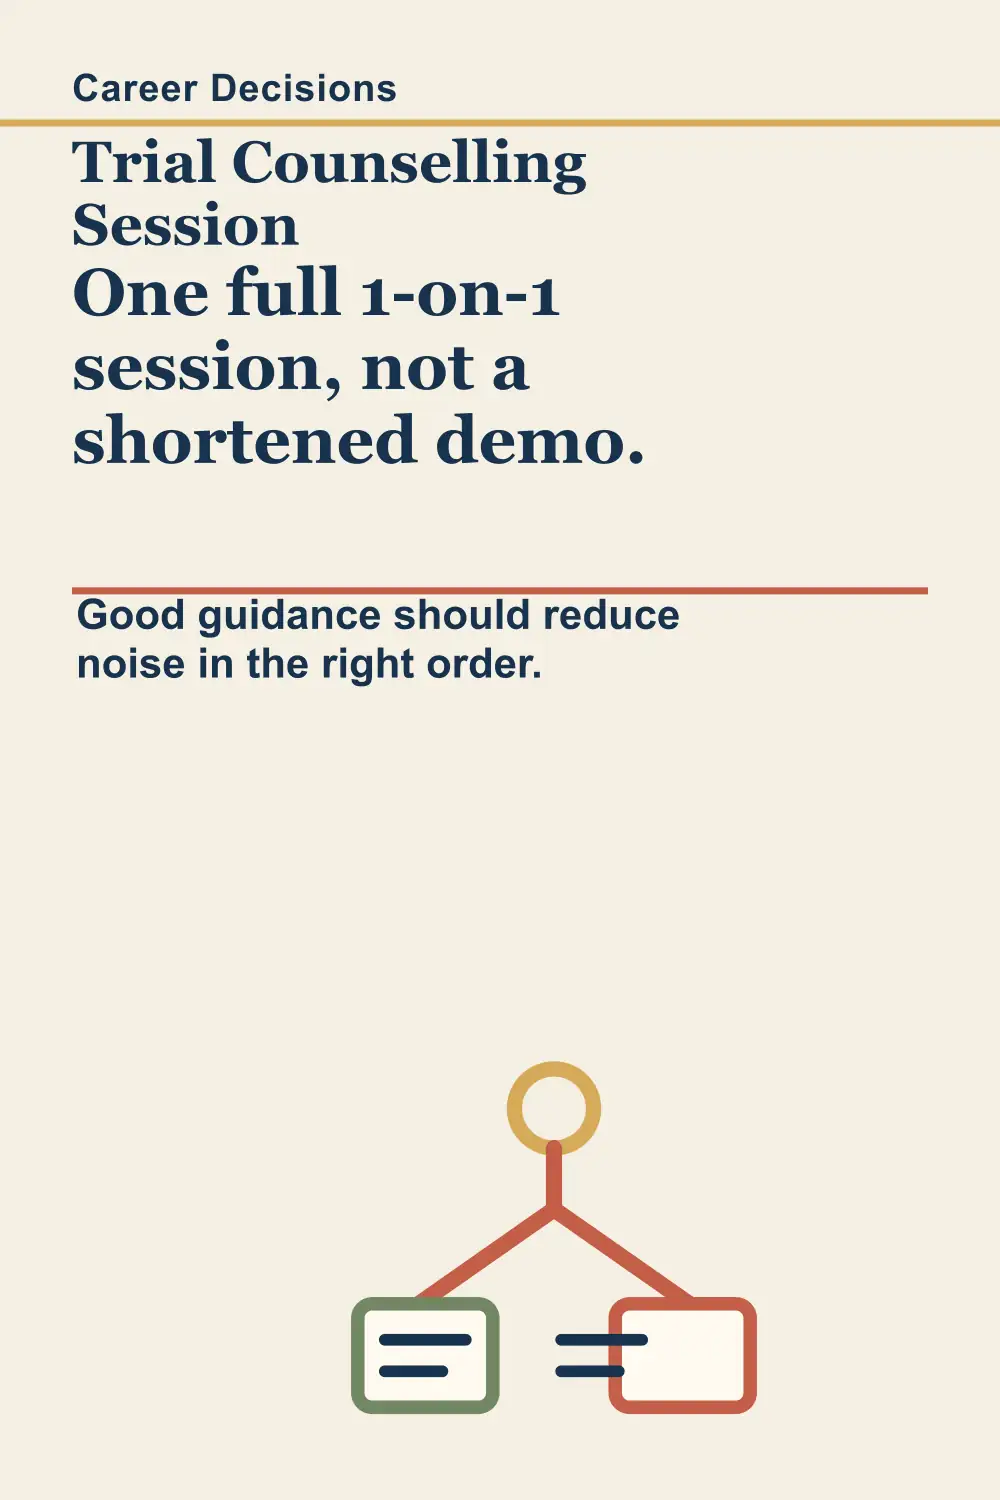 Career Decisions
Trial Counselling
Session
One full 1-on-1
session, not a
shortened demo.
Good guidance should reduce
noise in the right order.